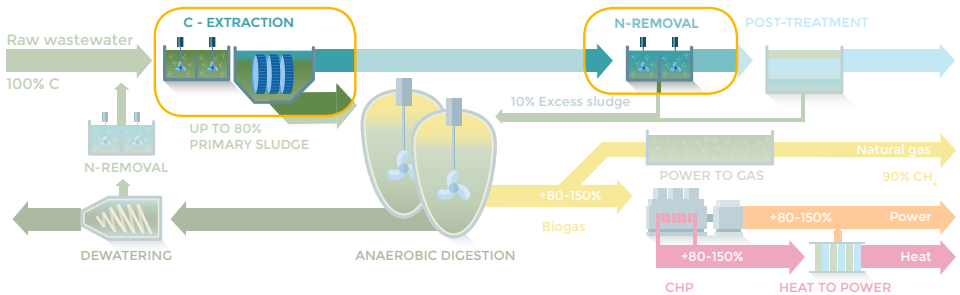 C - EXTRACTION
N-REMOVAL
POST-TREATMENT
Raw wastewater
100% C
10% Excess sludge
UP TO 80%
PRIMARY SLUDGE
N-REMOVAL
POWER TO GAS
Natural gas
90% CH₄
+80-150%
Biogas
+80-150%
Power
DEWATERING
ANAEROBIC DIGESTION
+80-150%
Heat
CHP
HEAT TO POWER